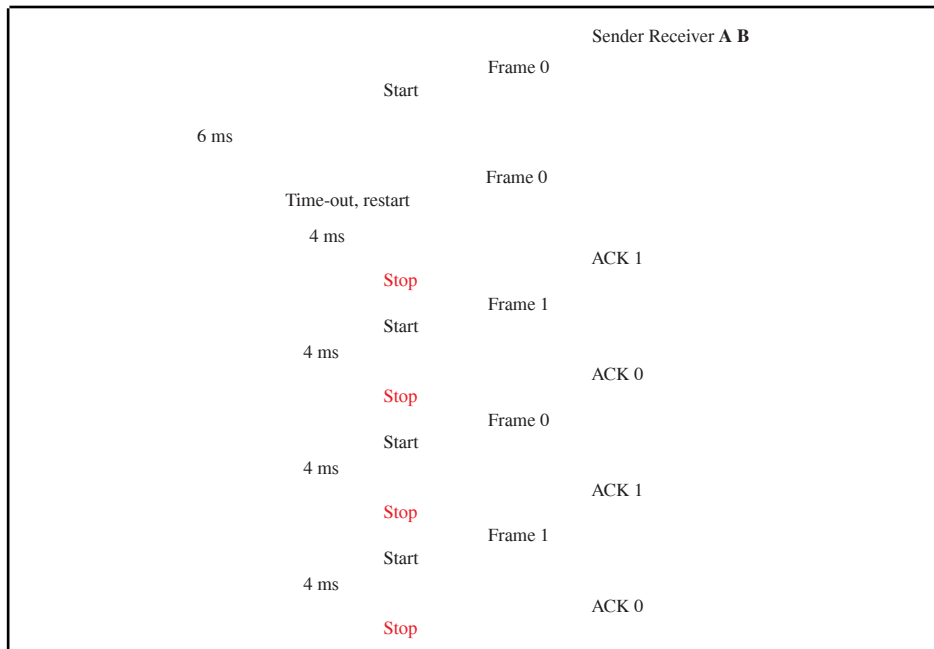 Sender Receiver A B
Frame 0
Start
6 ms
Frame 0
Time-out, restart
4 ms
ACK 1
Stop
Frame 1
Start
4 ms
ACK 0
Stop
Frame 0
Start
4 ms
ACK 1
Stop
Frame 1
Start
4 ms
ACK 0
Stop